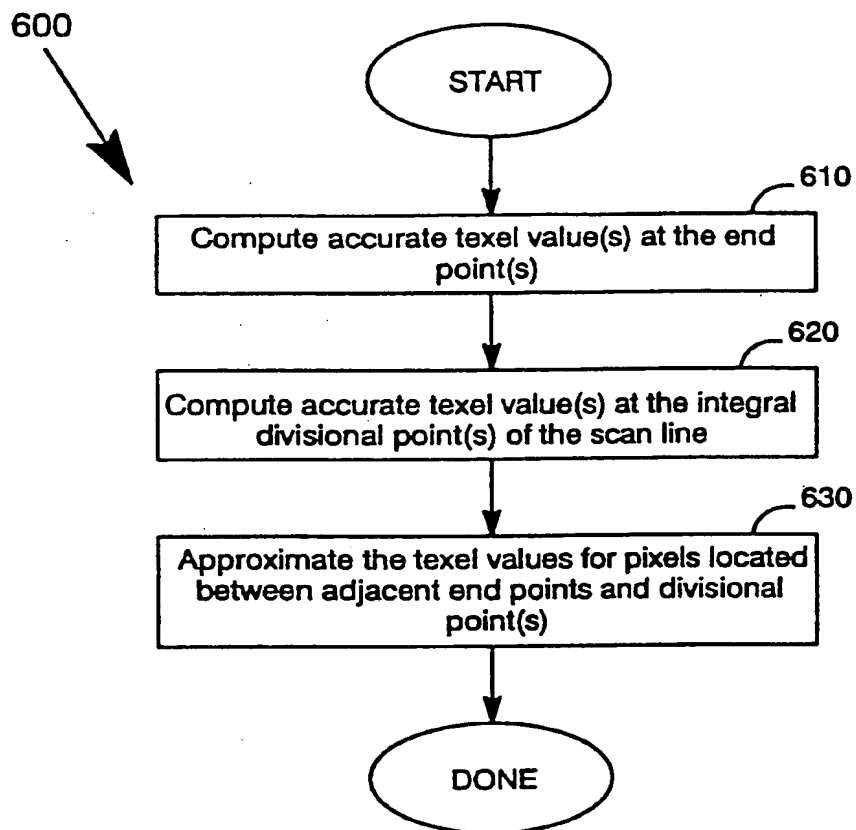 600
START
610
Compute accurate texel value(s) at the end
point(s)
620
Compute accurate texel value(s) at the integral
divisional point(s) of the scan line
630
Approximate the texel values for pixels located
between adjacent end points and divisional
point(s)
DONE